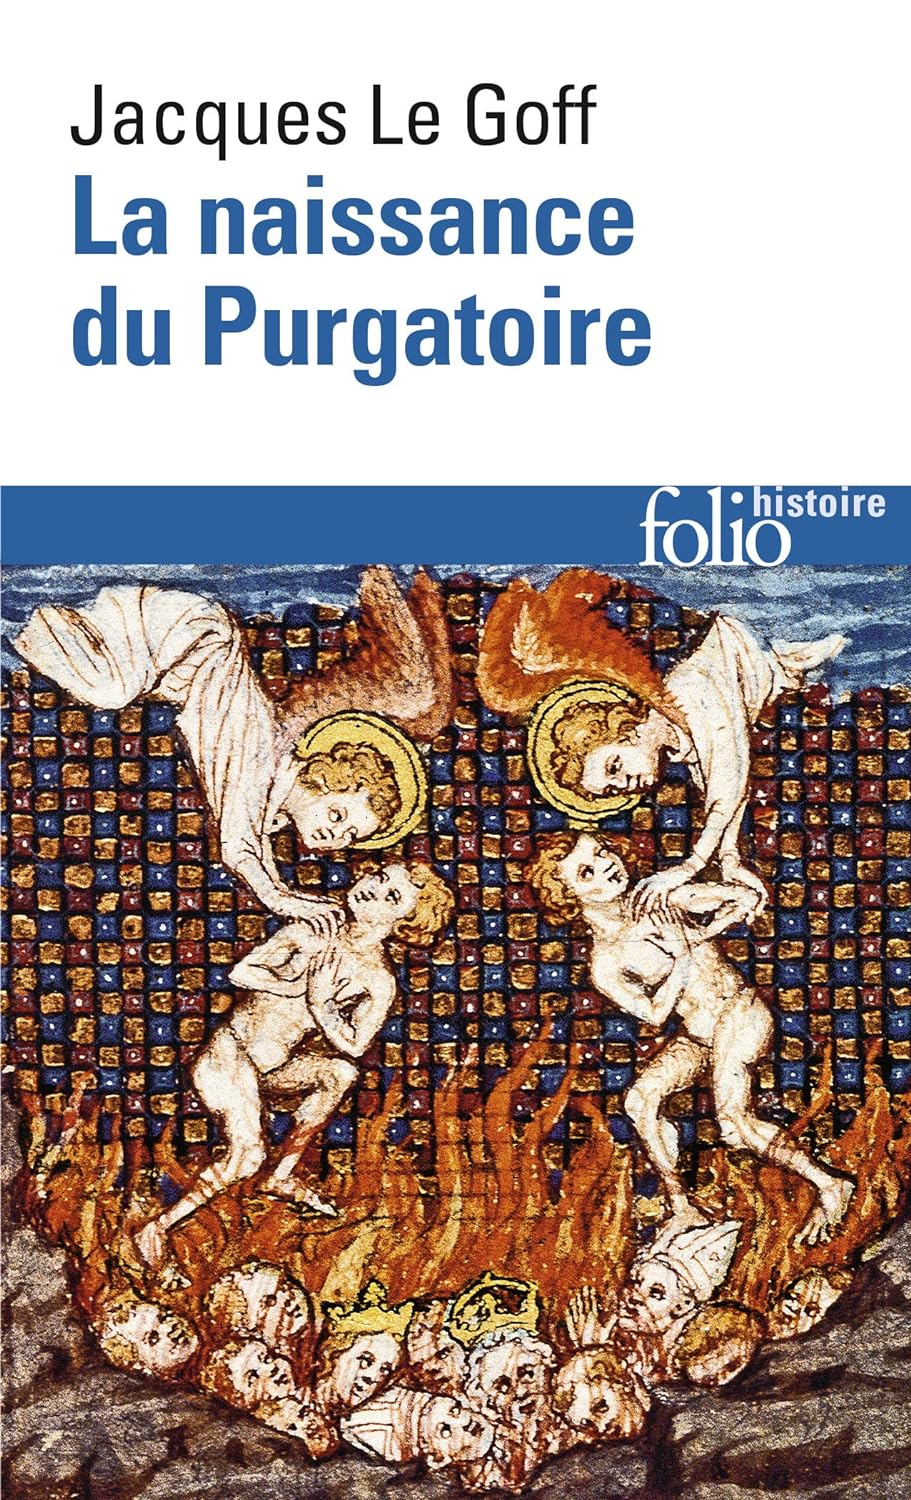 Jacques Le Goff
La naissance
du Purgatoire
folio histoire